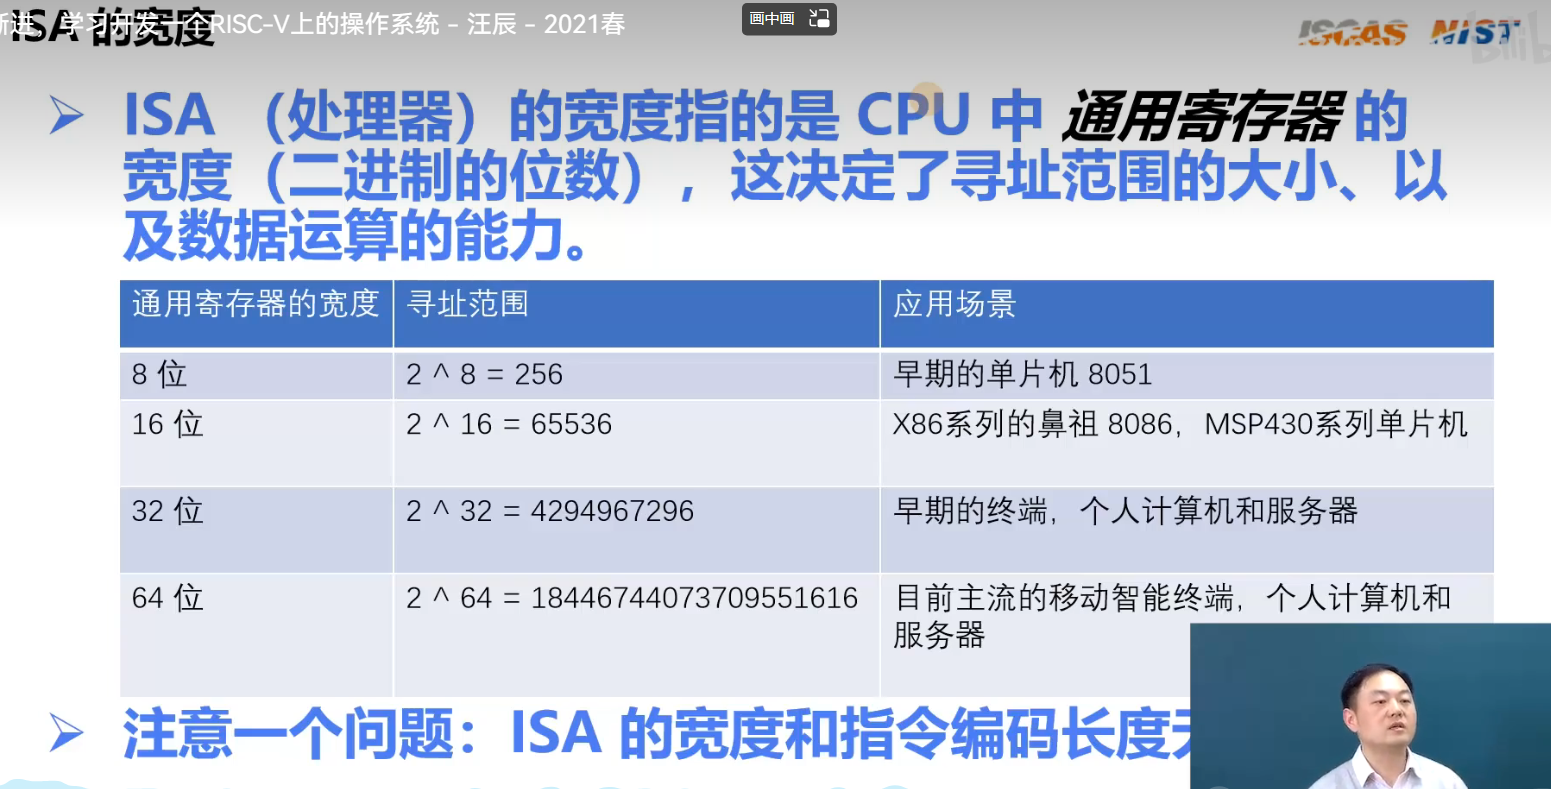 ISA 的宽度
学习开发一个RISC-V上的操作系统 - 汪辰 - 2021春
画中画
ISCAS MIST
bilib
ISA （处理器）的宽度指的是 CPU 中 通用寄存器 的
宽度（二进制的位数），这决定了寻址范围的大小、以
及数据运算的能力。
通用寄存器的宽度 寻址范围 应用场景
8 位 2 ^ 8 = 256 早期的单片机 8051
16 位 2 ^ 16 = 65536 X86系列的鼻祖 8086，MSP430系列单片机
32 位 2 ^ 32 = 4294967296 早期的终端，个人计算机和服务器
64 位 2 ^ 64 = 18446744073709551616 目前主流的移动智能终端，个人计算机和
服务器
注意一个问题：ISA 的宽度和指令编码长度